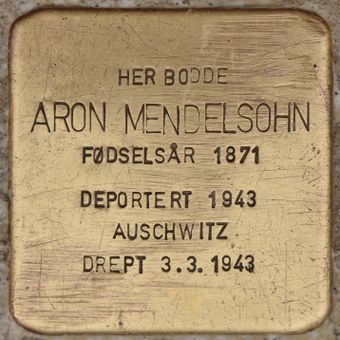 HER BODDE
ARON MENDELSOHN
FØDSELSÅR 1871
DEPORTERT 1943
AUSCHWITZ
DREPT 3.3.1943